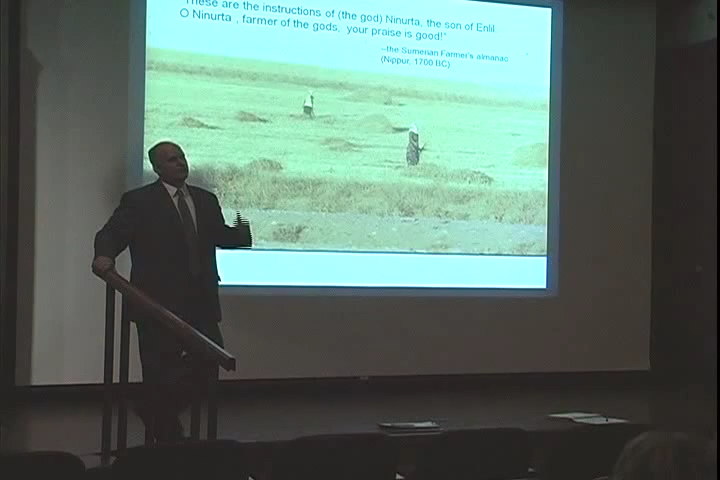 "These are the instructions of (the god) Ninurta, the son of Enlil
O Ninurta , farmer of the gods, your praise is good!"
--the Sumerian Farmer's almanac
(Nippur, 1700 BC)